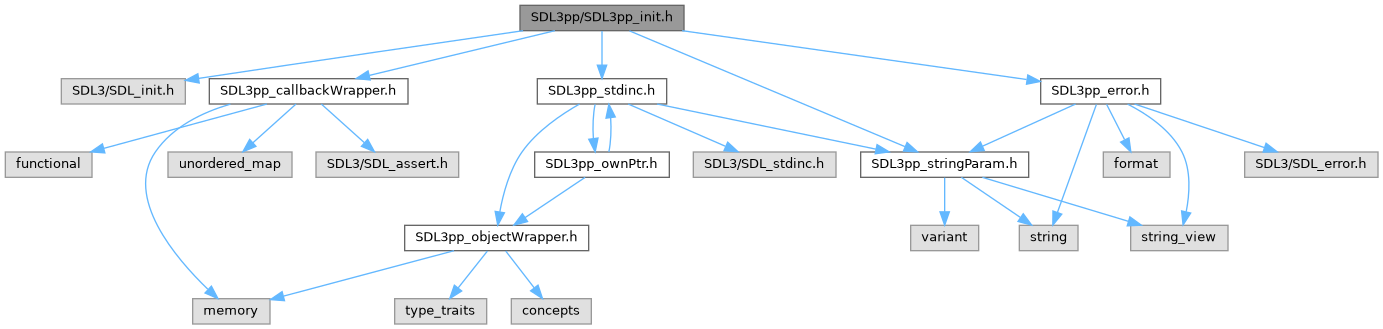 SDL3pp/SDL3pp_init.h
SDL3/SDL_init.h
SDL3pp_callbackWrapper.h
SDL3pp_stdinc.h
SDL3pp_error.h
functional
unordered_map
SDL3/SDL_assert.h
SDL3pp_ownPtr.h
SDL3/SDL_stdinc.h
SDL3pp_stringParam.h
format
SDL3/SDL_error.h
SDL3pp_objectWrapper.h
variant
string
string_view
memory
type_traits
concepts